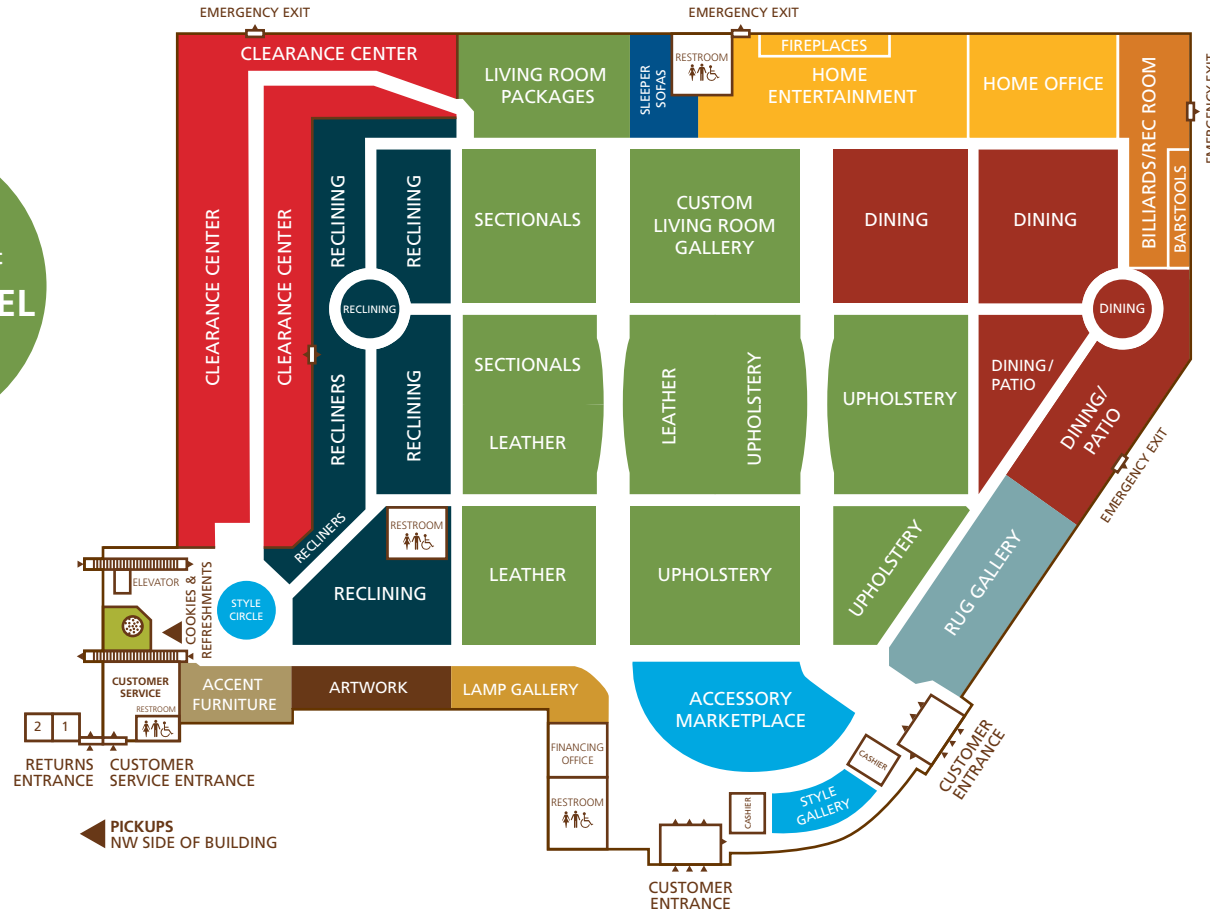 EMERGENCY EXIT
EMERGENCY EXIT
CLEARANCE CENTER
LIVING ROOM
PACKAGES
SLEEPER
SOFAS
RESTROOM
FIREPLACES
HOME
ENTERTAINMENT
HOME OFFICE
BILLIARDS/REC ROOM
BARSTOOLS
EMERGENCY EXIT
EL
CLEARANCE CENTER
CLEARANCE CENTER
RECLINING
RECLINING
SECTIONALS
CUSTOM
LIVING ROOM
GALLERY
DINING
DINING
RECLINING
DINING
RECLINERS
RECLINING
SECTIONALS
LEATHER
LEATHER
UPHOLSTERY
UPHOLSTERY
DINING/
PATIO
DINING/
PATIO
EMERGENCY EXIT
RECLINERS
RESTROOM
RECLINING
LEATHER
UPHOLSTERY
UPHOLSTERY
RUG GALLERY
ELEVATOR
COOKIES &
REFRESHMENTS
STYLE
CIRCLE
CUSTOMER
SERVICE
RESTROOM
ACCENT
FURNITURE
ARTWORK
LAMP GALLERY
ACCESSORY
MARKETPLACE
2
1
RETURNS
ENTRANCE
CUSTOMER
SERVICE ENTRANCE
FINANCING
OFFICE
RESTROOM
CASHIER
STYLE
GALLERY
CASHIER
CUSTOMER
ENTRANCE
PICKUPS
NW SIDE OF BUILDING
CUSTOMER
ENTRANCE